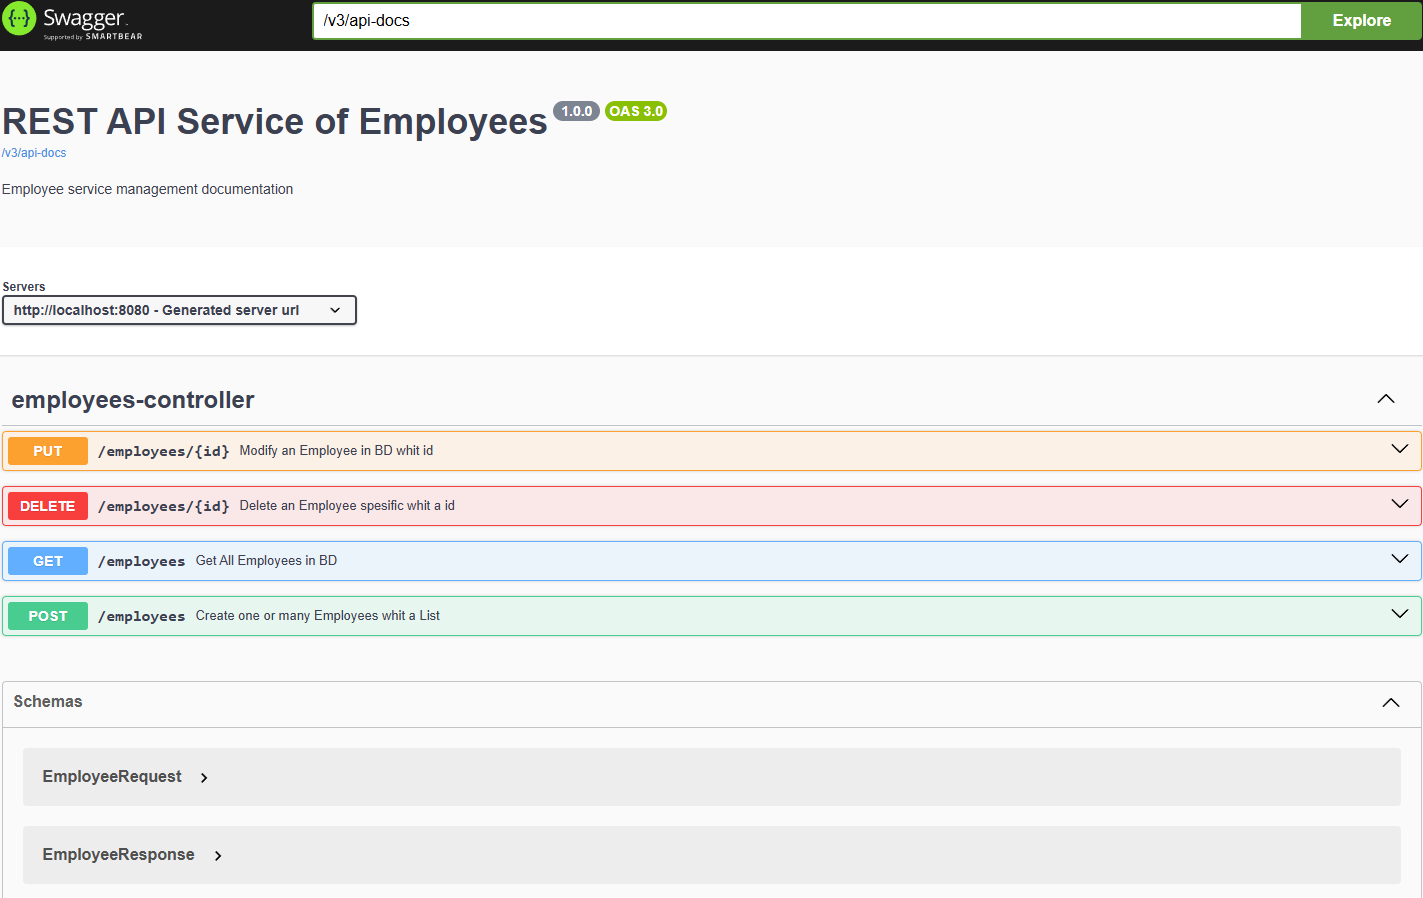 {···} Swagger.
Supported by SMARTBEAR
/v3/api-docs
Explore
REST API Service of Employees 1.0.0 OAS 3.0
/v3/api-docs
Employee service management documentation
Servers
http://localhost:8080 - Generated server url
employees-controller
PUT /employees/{id} Modify an Employee in BD whit id
DELETE /employees/{id} Delete an Employee spesific whit a id
GET /employees Get All Employees in BD
POST /employees Create one or many Employees whit a List
Schemas
EmployeeRequest
EmployeeResponse